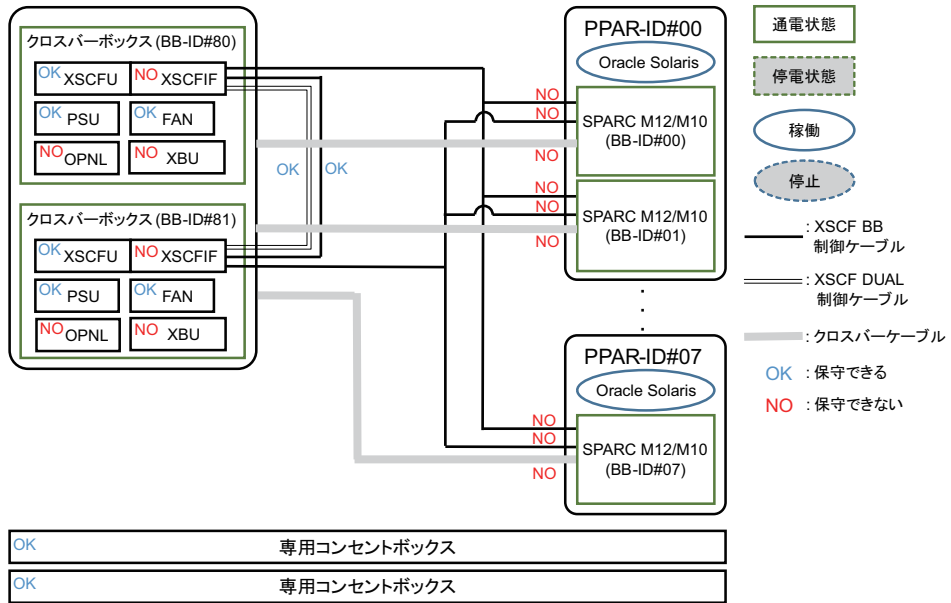 クロスバーボックス (BB-ID#80)
OK XSCFU
NO XSCFIF
OK PSU
OK FAN
NO OPNL
NO XBU
クロスバーボックス (BB-ID#81)
OK XSCFU
NO XSCFIF
OK PSU
OK FAN
NO OPNL
NO XBU
OK
OK
PPAR-ID#00
Oracle Solaris
NO
NO
NO
SPARC M12/M10
(BB-ID#00)
NO
NO
NO
SPARC M12/M10
(BB-ID#01)
PPAR-ID#07
Oracle Solaris
NO
NO
NO
SPARC M12/M10
(BB-ID#07)
通電状態
停電状態
稼働
停止
: XSCF BB
制御ケーブル
: XSCF DUAL
制御ケーブル
: クロスバーケーブル
OK : 保守できる
NO : 保守できない
OK 専用コンセントボックス
OK 専用コンセントボックス